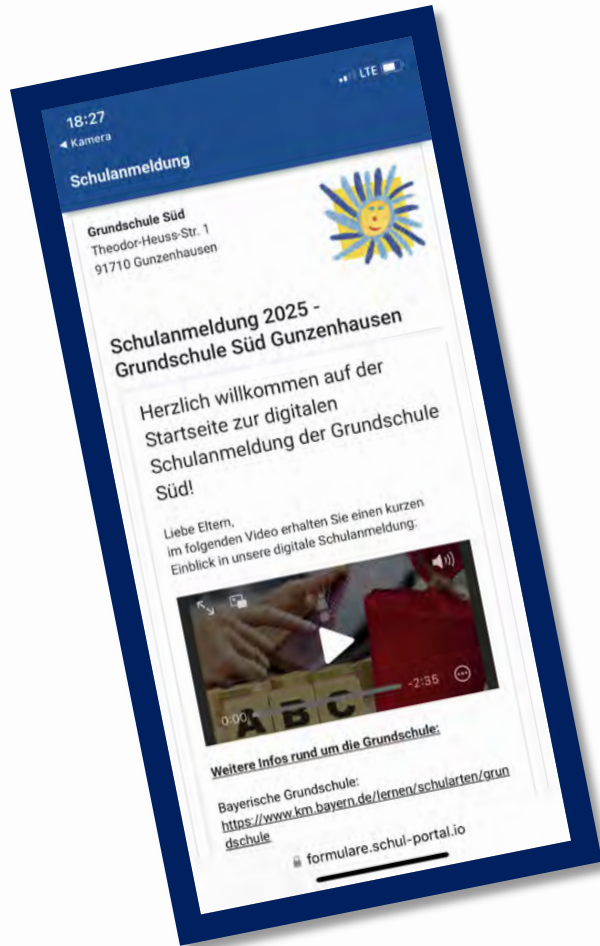 18:27
LTE
◀ Kamera
Schulanmeldung
Grundschule Süd
Theodor-Heuss-Str. 1
91710 Gunzenhausen
Schulanmeldung 2025 -
Grundschule Süd Gunzenhausen
Herzlich willkommen auf der
Startseite zur digitalen
Schulanmeldung der Grundschule
Süd!
Liebe Eltern,
im folgenden Video erhalten Sie einen kurzen
Einblick in unsere digitale Schulanmeldung:
A B C
0:00
-2:35
Weitere Infos rund um die Grundschule:
Bayerische Grundschule:
https://www.km.bayern.de/lernen/schularten/grun
dschule
formulare.schul-portal.io